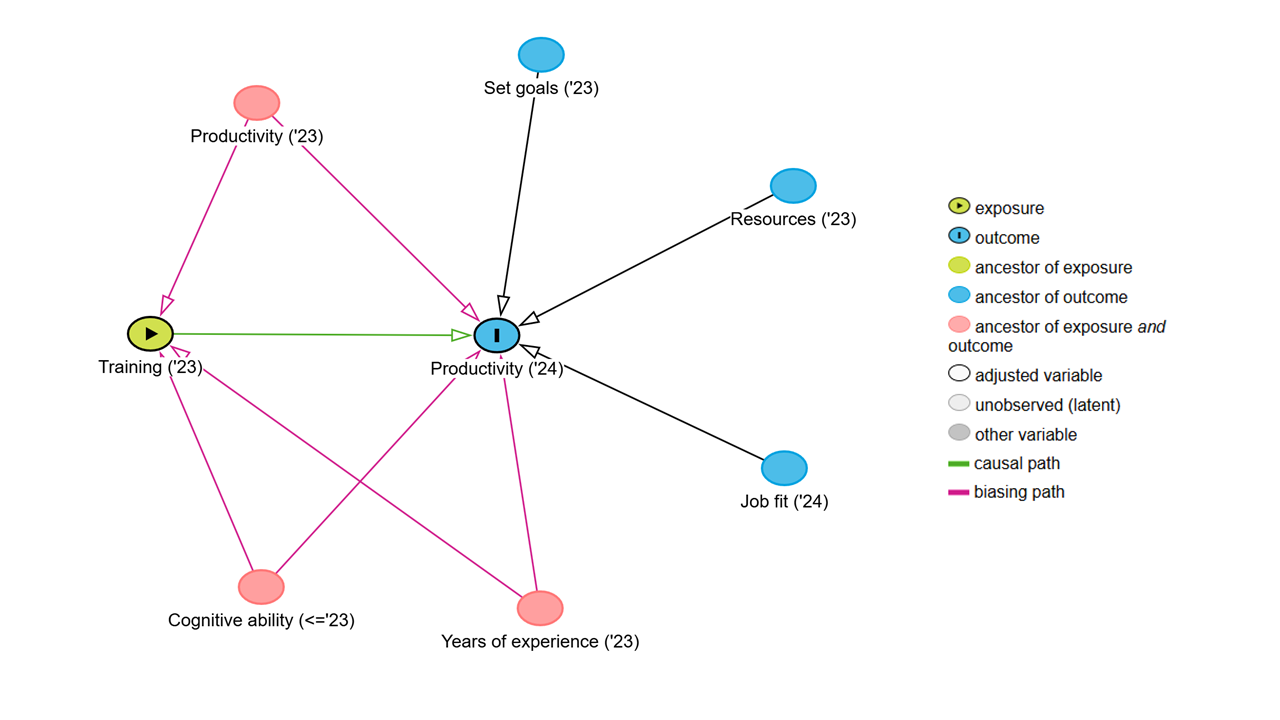 Set goals ('23)
Productivity ('23)
Resources ('23)
Training ('23)
Productivity ('24)
Job fit ('24)
Cognitive ability (<='23)
Years of experience ('23)
exposure
outcome
ancestor of exposure
ancestor of outcome
ancestor of exposure and
outcome
adjusted variable
unobserved (latent)
other variable
causal path
biasing path